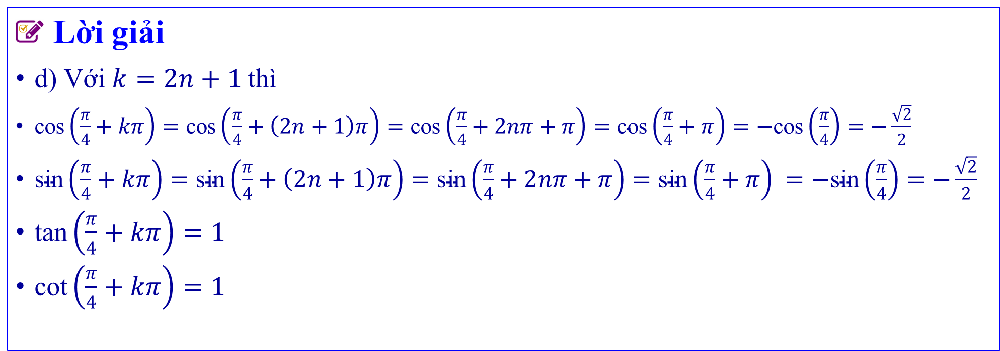 Lời giải
• d) Với k = 2n + 1 thì
• cos(π/4 + kπ) = cos(π/4 + (2n + 1)π) = cos(π/4 + 2nπ + π) = cos(π/4 + π) = −cos(π/4) = −√2/2
• sin(π/4 + kπ) = sin(π/4 + (2n + 1)π) = sin(π/4 + 2nπ + π) = sin(π/4 + π) = −sin(π/4) = −√2/2
• tan(π/4 + kπ) = 1
• cot(π/4 + kπ) = 1